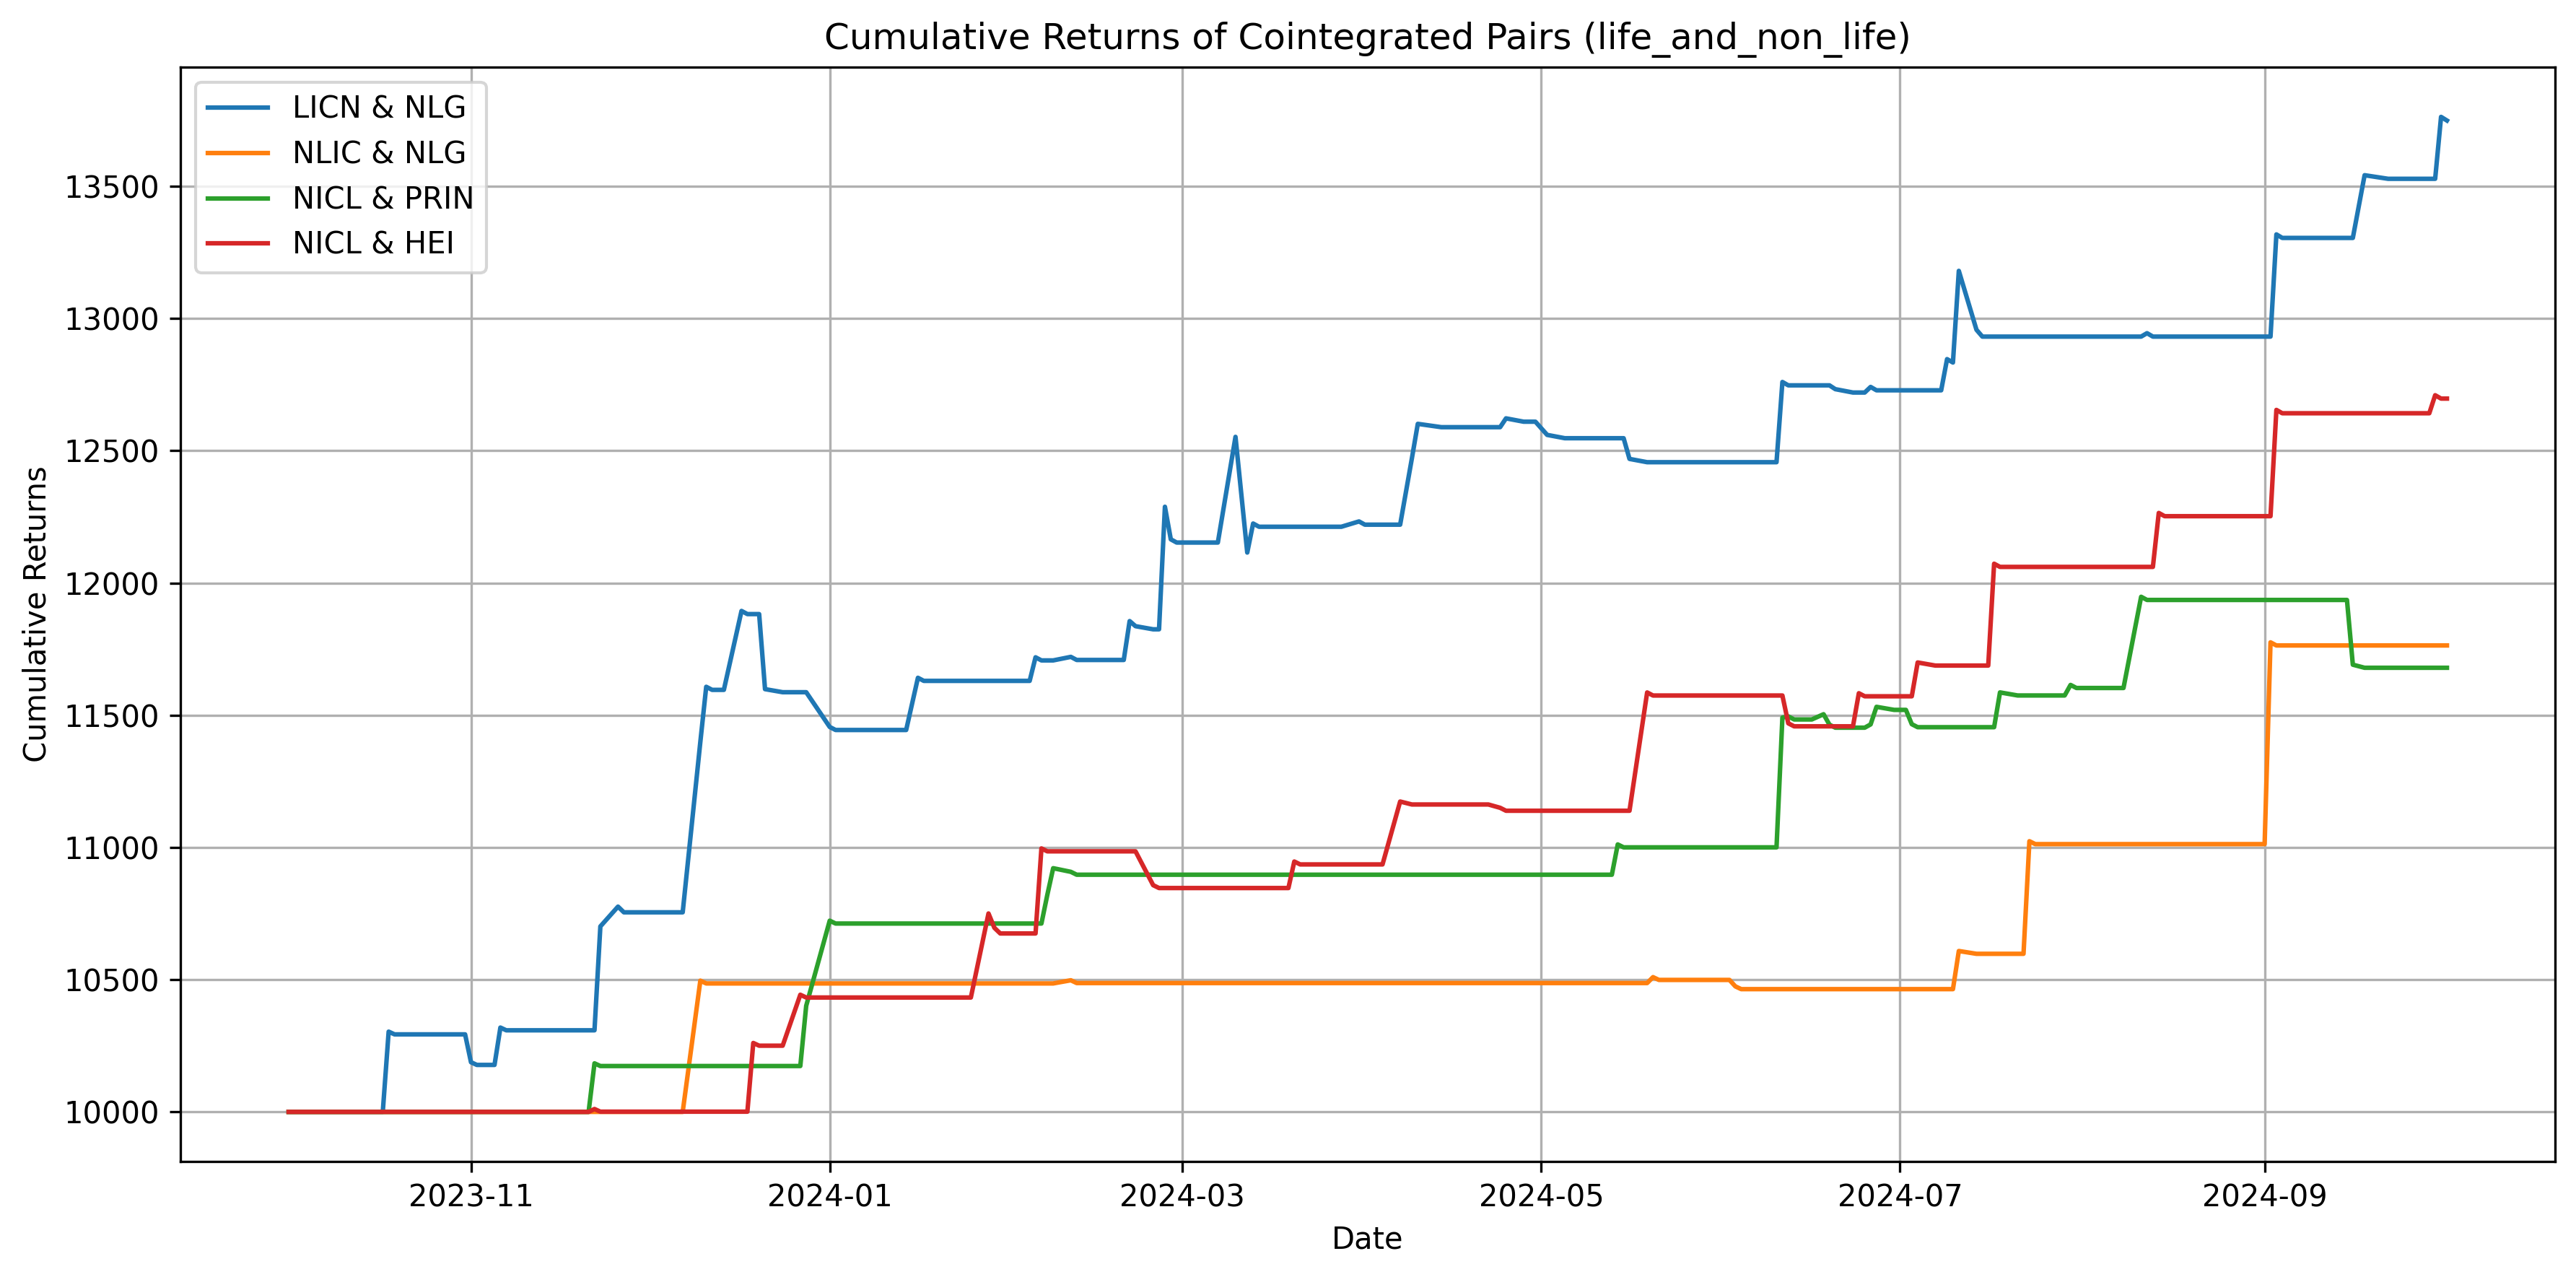 Cumulative Returns of Cointegrated Pairs (life_and_non_life)
LICN & NLG
NLIC & NLG
NICL & PRIN
NICL & HEI
Cumulative Returns
13500
13000
12500
12000
11500
11000
10500
10000
2023-11
2024-01
2024-03
2024-05
2024-07
2024-09
Date